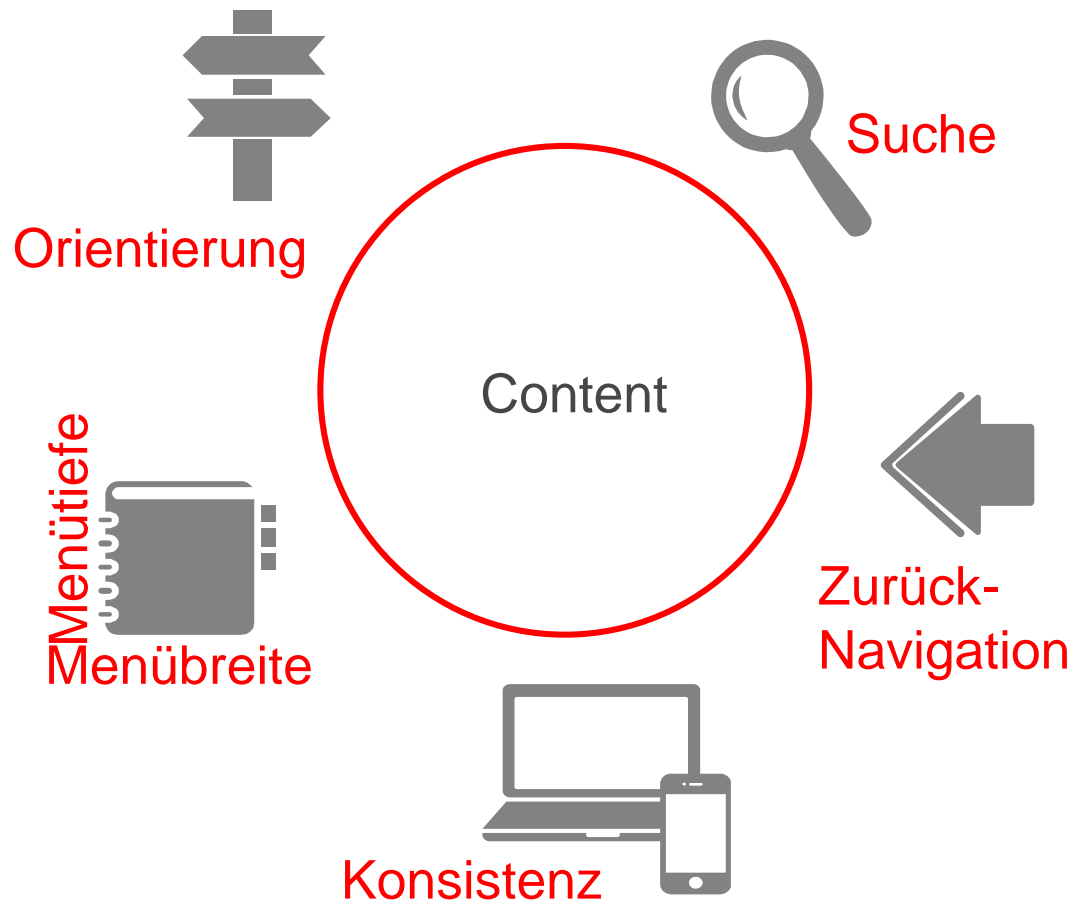 Suche
Orientierung
Content
Menütiefe
Zurück-
Navigation
Menübreite
Konsistenz